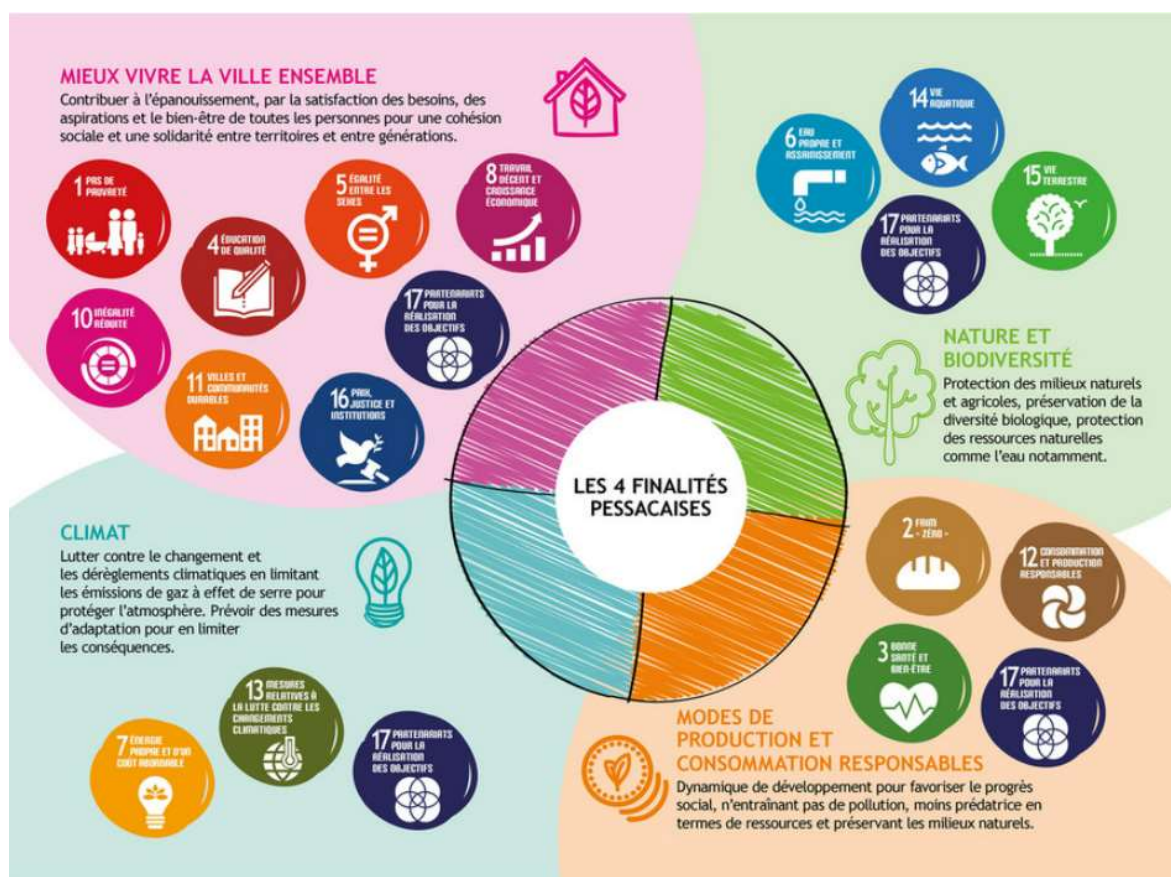 MIEUX VIVRE LA VILLE ENSEMBLE
Contribuer à l'épanouissement, par la satisfaction des besoins, des
aspirations et le bien-être de toutes les personnes pour une cohésion
sociale et une solidarité entre territoires et entre générations.
1 PAS DE
PAUVRETÉ
4 ÉDUCATION
DE QUALITÉ
5 ÉGALITÉ
ENTRE LES
SEXES
8 TRAVAIL
DÉCENT ET
CROISSANCE
ÉCONOMIQUE
10 INÉGALITÉ
RÉDUITE
11 VILLES ET
COMMUNAUTÉS
DURABLES
16 PAIX,
JUSTICE ET
INSTITUTIONS
17 PARTENARIATS
POUR LA
RÉALISATION
DES OBJECTIFS
14 VIE
AQUATIQUE
6 EAU
PROPRE ET
ASSAINISSEMENT
15 VIE
TERRESTRE
17 PARTENARIATS
POUR LA
RÉALISATION
DES OBJECTIFS
NATURE ET
BIODIVERSITÉ
Protection des milieux naturels
et agricoles, préservation de la
diversité biologique, protection
des ressources naturelles
comme l'eau notamment.
LES 4 FINALITÉS
PESSACAISES
CLIMAT
Lutter contre le changement et
les dérèglements climatiques en limitant
les émissions de gaz à effet de serre pour
protéger l'atmosphère. Prévoir des mesures
d'adaptation pour en limiter
les conséquences.
13 MESURES
RELATIVES À
LA LUTTE CONTRE LES
CHANGEMENTS
CLIMATIQUES
7 ÉNERGIE
PROPRE ET D'UN
COÛT ABORDABLE
17 PARTENARIATS
POUR LA
RÉALISATION
DES OBJECTIFS
2 FAIM
- ZÉRO -
12 CONSOMMATION
ET PRODUCTION
RESPONSABLES
3 BONNE
SANTÉ ET
BIEN-ÊTRE
17 PARTENARIATS
POUR LA
RÉALISATION
DES OBJECTIFS
MODES DE
PRODUCTION ET
CONSOMMATION RESPONSABLES
Dynamique de développement pour favoriser le progrès
social, n'entraînant pas de pollution, moins prédatrice en
termes de ressources et préservant les milieux naturels.